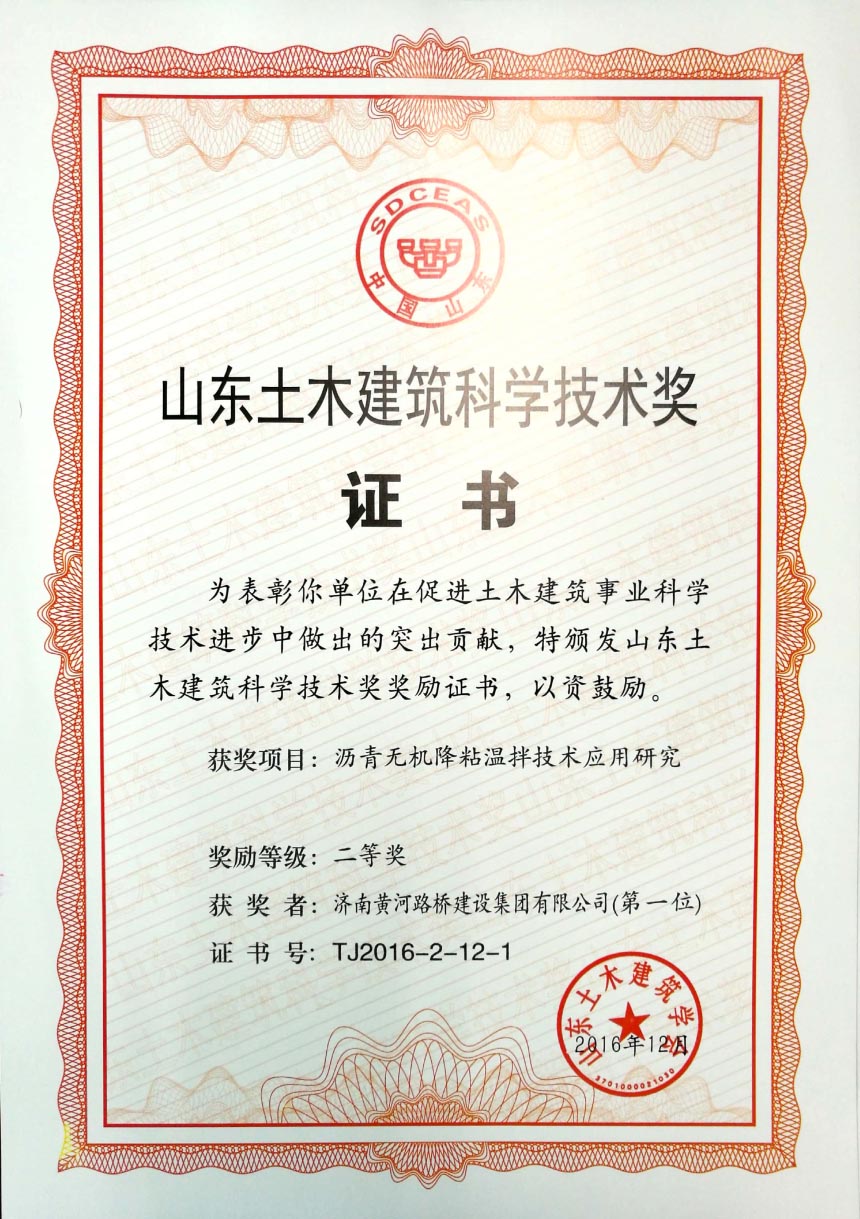 SDCEAS
中国山东
山东土木建筑科学技术奖
证 书
为表彰你单位在促进土木建筑事业科学
技术进步中做出的突出贡献，特颁发山东土
木建筑科学技术奖奖励证书，以资鼓励。
获奖项目：沥青无机降粘温拌技术应用研究
奖励等级：二等奖
获 奖 者：济南黄河路桥建设集团有限公司(第一位)
证 书 号：TJ2016-2-12-1
山东土木建筑学会
2016年12月
3701000021030